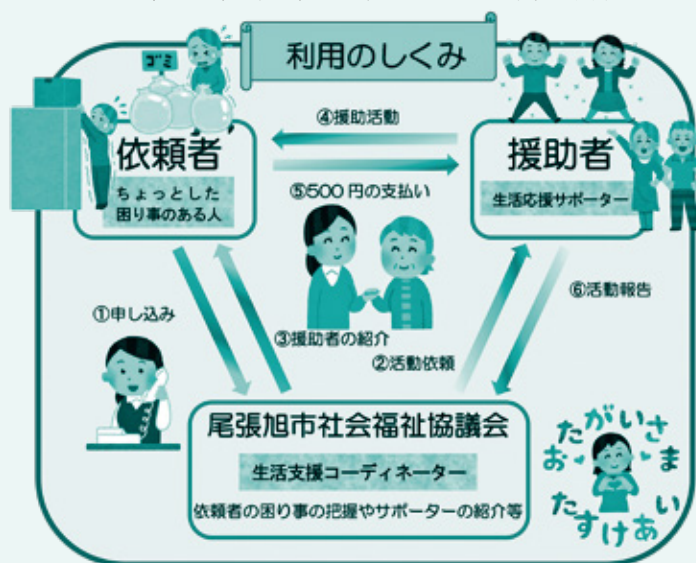 利用のしくみ
ゴミ
依頼者
ちょっとした
困り事のある人
④援助活動
⑤500円の支払い
援助者
生活応援サポーター
①申し込み
③援助者の紹介
②活動依頼
⑥活動報告
尾張旭市社会福祉協議会
生活支援コーディネーター
依頼者の困り事の把握やサポーターの紹介等
おたがいさま
たすけあい